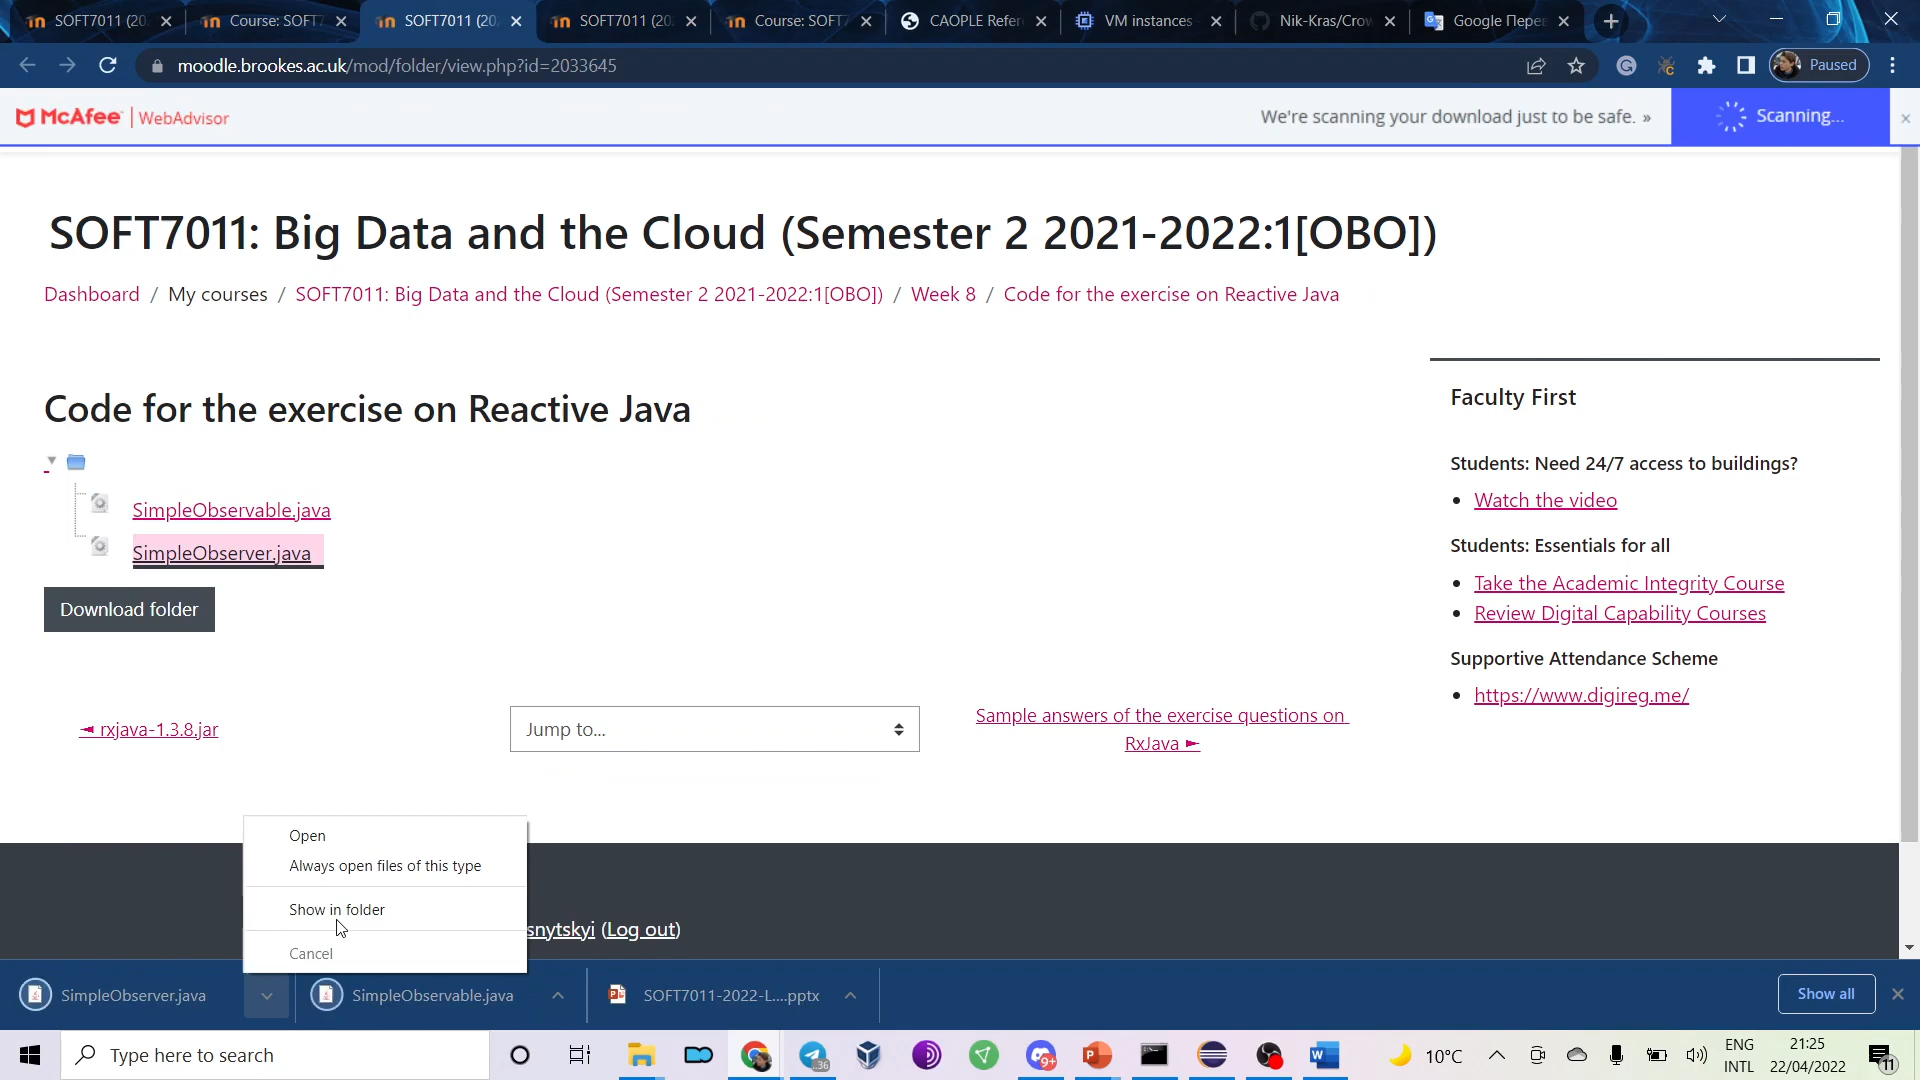 SOFT7011 (20
Course: SOFT7
SOFT7011 (20
SOFT7011 (20
Course: SOFT7
CAOPLE Refer
VM instances
Nik-Kras/Crow
Google Перев
moodle.brookes.ac.uk/mod/folder/view.php?id=2033645
Paused
McAfee | WebAdvisor
We're scanning your download just to be safe. »
Scanning...
SOFT7011: Big Data and the Cloud (Semester 2 2021-2022:1[OBO])
Dashboard / My courses / SOFT7011: Big Data and the Cloud (Semester 2 2021-2022:1[OBO]) / Week 8 / Code for the exercise on Reactive Java
Code for the exercise on Reactive Java
SimpleObservable.java
SimpleObserver.java
Download folder
◄ rxjava-1.3.8.jar
Jump to...
Sample answers of the exercise questions on
RxJava ►
Faculty First
Students: Need 24/7 access to buildings?
Watch the video
Students: Essentials for all
Take the Academic Integrity Course
Review Digital Capability Courses
Supportive Attendance Scheme
https://www.digireg.me/
Open
Always open files of this type
Show in folder
Cancel
snytskyi (Log out)
SimpleObserver.java
SimpleObservable.java
SOFT7011-2022-L....pptx
Show all
Type here to search
36
9+
10°C
ENG
INTL
21:25
22/04/2022
11